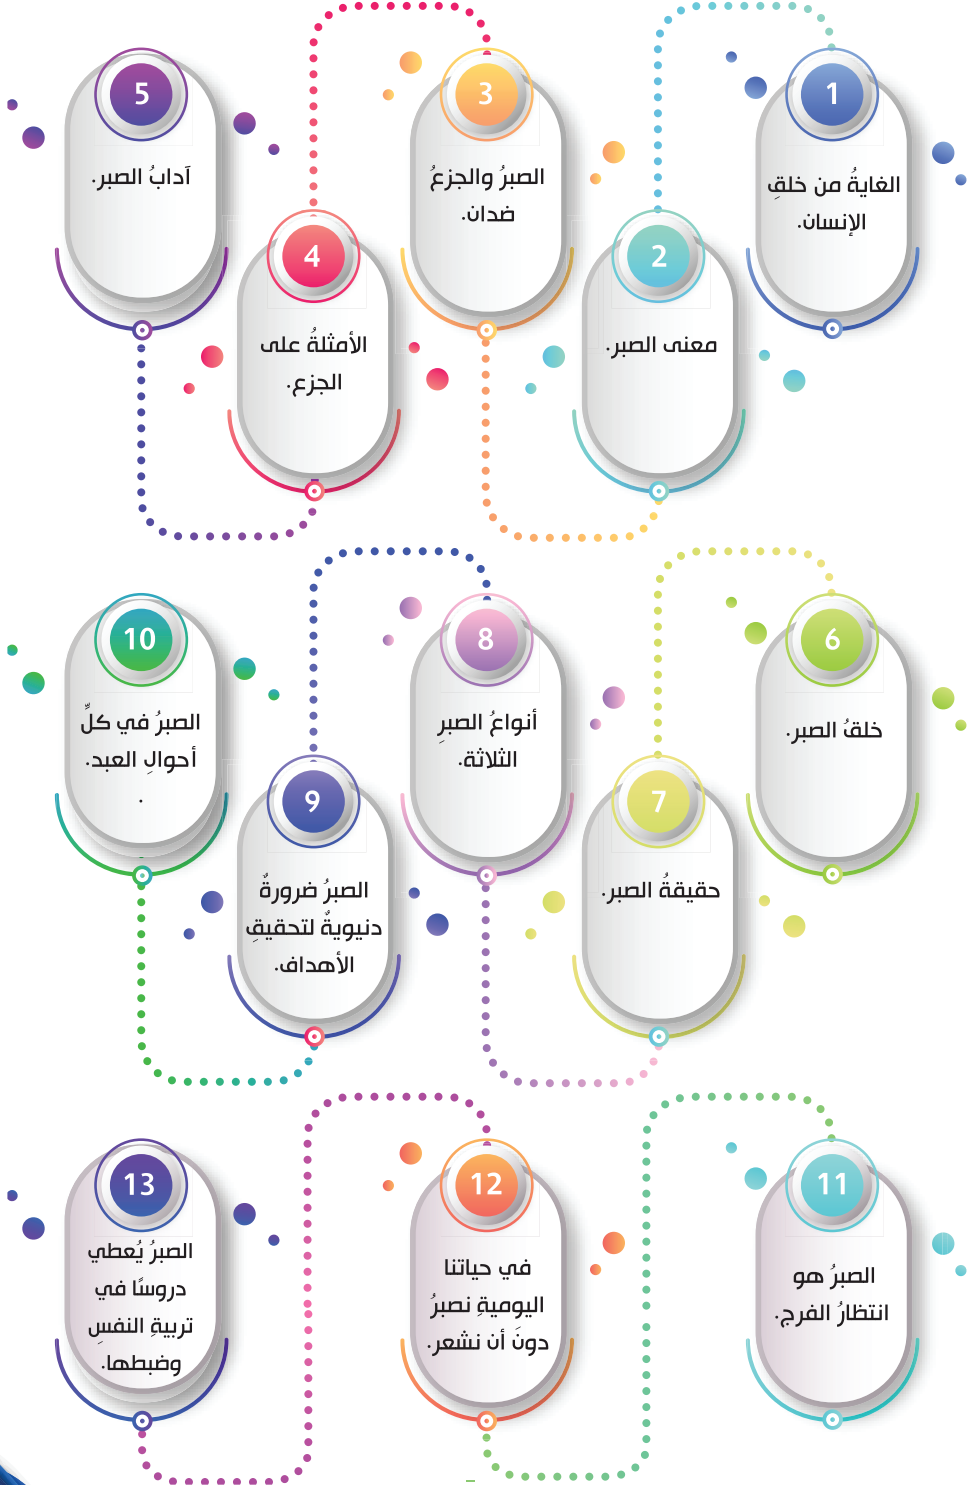 1
الغايةُ من خلقِ
الإنسان.
2
معنى الصبر.
3
الصبرُ والجزعُ
ضدان.
4
الأمثلةُ على
الجزع.
5
آدابُ الصبر.
6
خلقُ الصبر.
7
حقيقةُ الصبر.
8
أنواعُ الصبرِ
الثلاثة.
9
الصبرُ ضرورةٌ
دنيويةٌ لتحقيقِ
الأهداف.
10
الصبرُ في كلِّ
أحوالِ العبد.
.
11
الصبرُ هو
انتظارُ الفرج.
12
في حياتنا
اليوميةِ نصبرُ
دونَ أن نشعر.
13
الصبرُ يُعطي
دروسًا في
تربيةِ النفسِ
وضبطها.